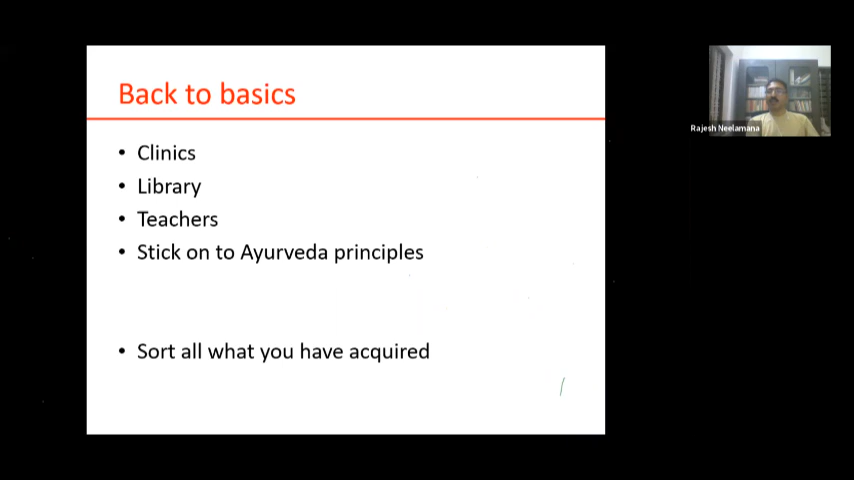 Back to basics
• Clinics
• Library
• Teachers
• Stick on to Ayurveda principles
• Sort all what you have acquired
Rajesh Neelamana